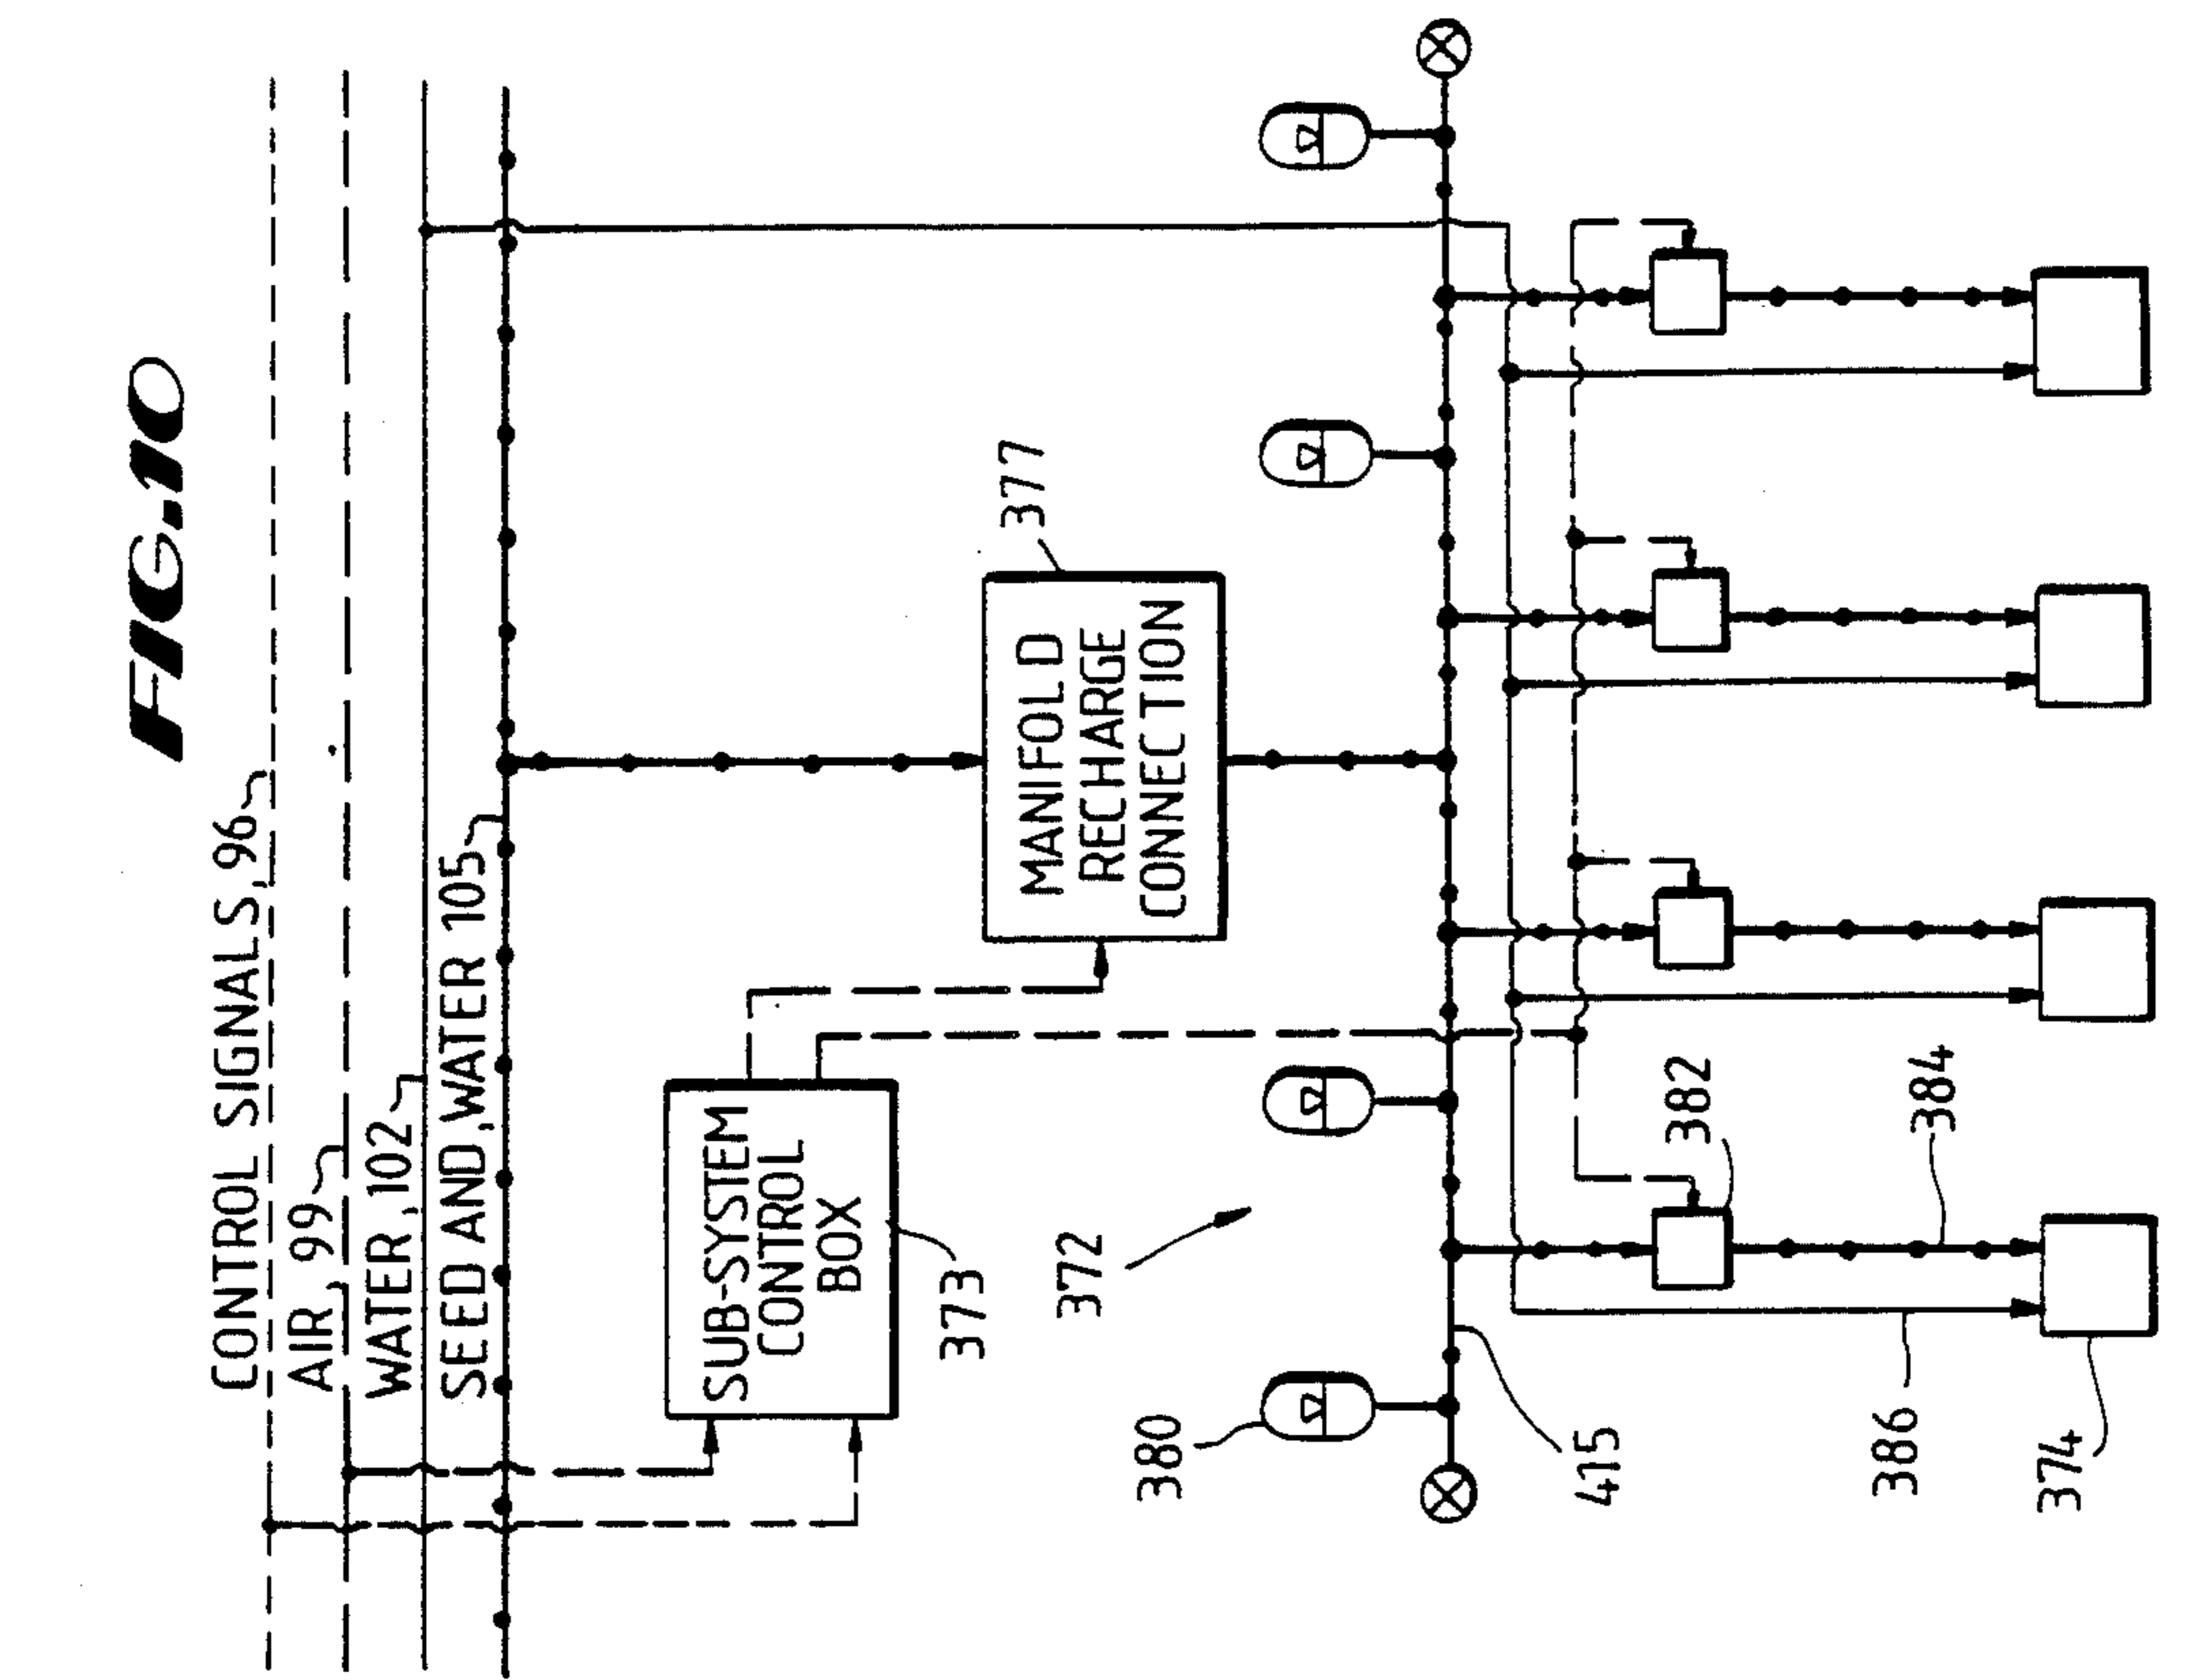 FIG.10
CONTROL SIGNALS, 96
AIR, 99
WATER, 102
SEED AND, WATER 105
SUB-SYSTEM
CONTROL
BOX
373
MANIFOLD
RECHARGE
CONNECTION
377
372
380
415
382
384
386
374